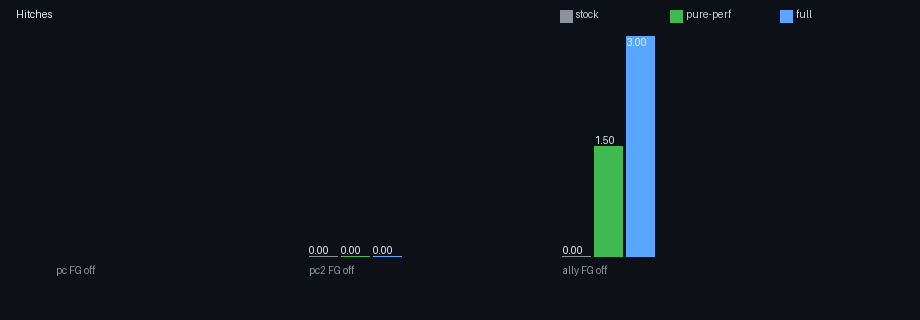 Hitches
stock pure-perf full
3.00
1.50
0.00 0.00 0.00 0.00
pc FG off pc2 FG off ally FG off